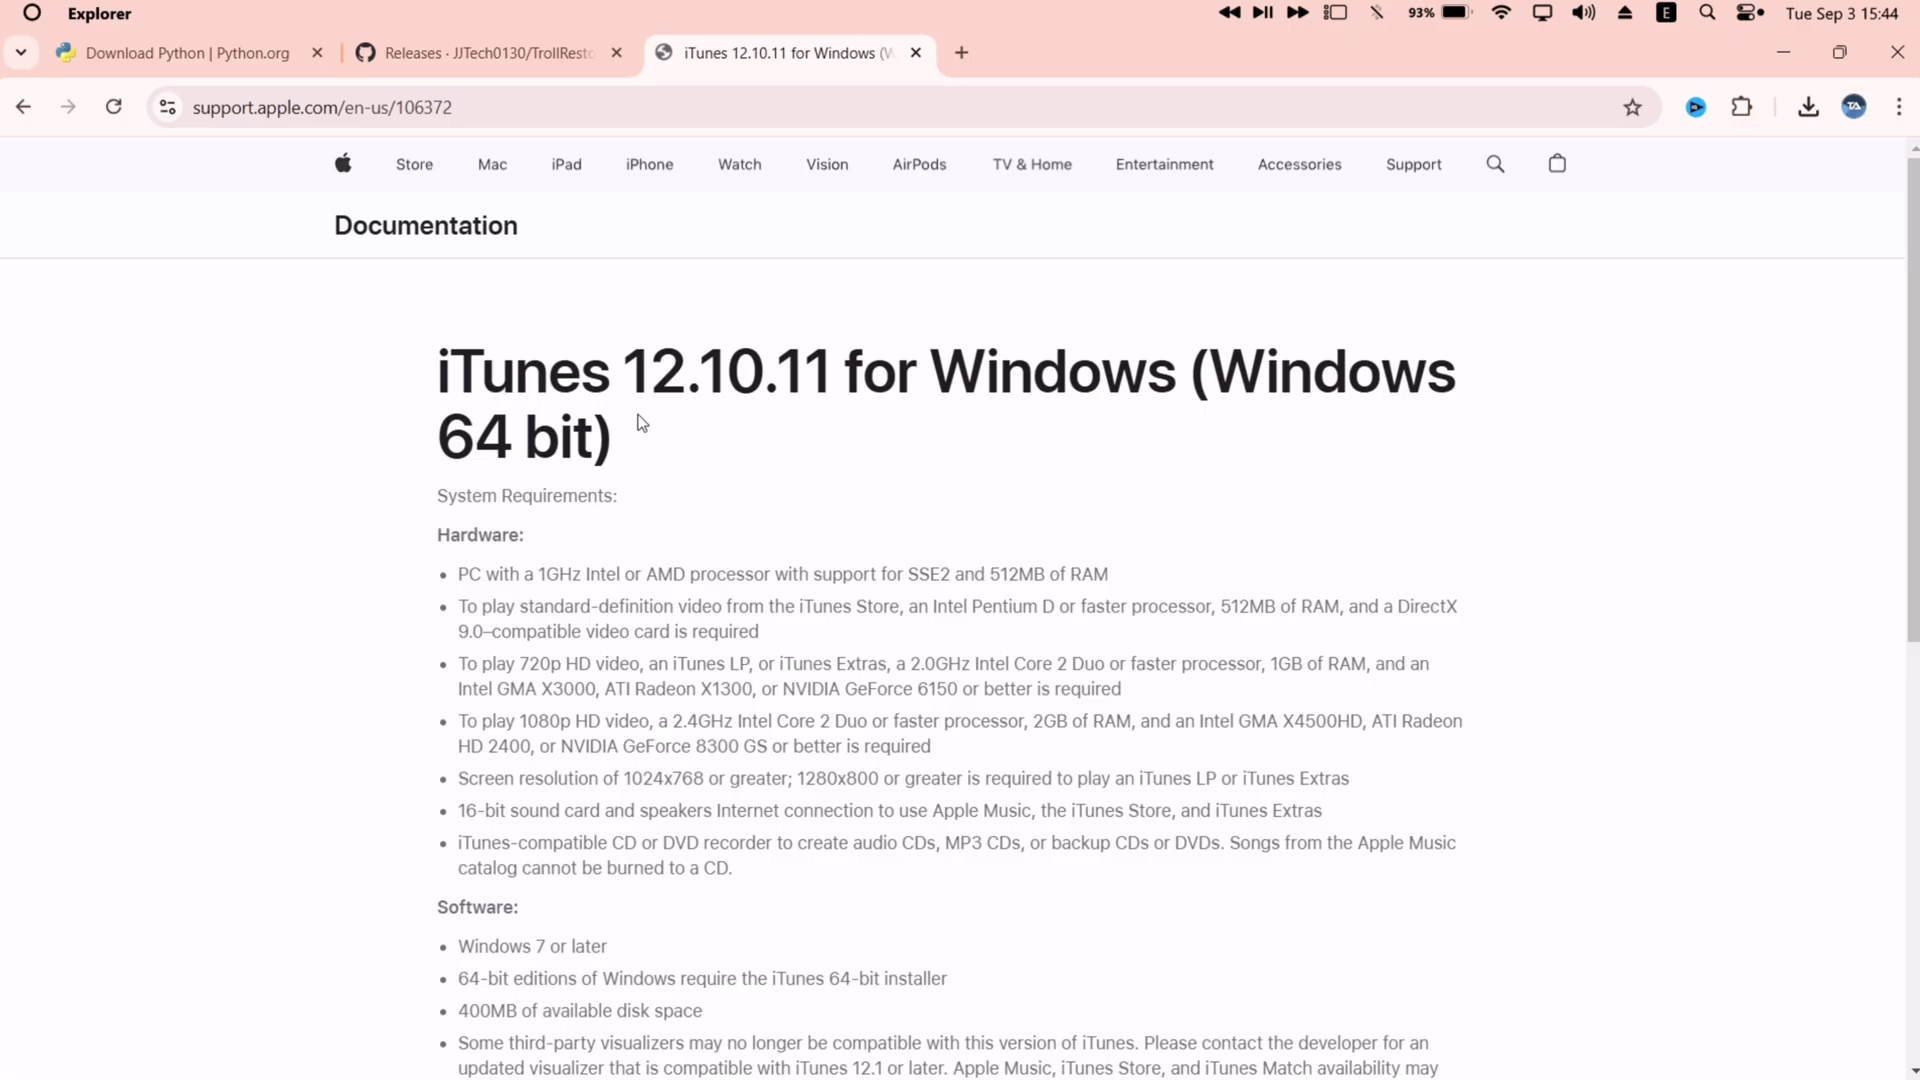 Explorer
93%
E
Tue Sep 3 15:44
Download Python | Python.org
Releases · JJTech0130/TrollResto
iTunes 12.10.11 for Windows (W
support.apple.com/en-us/106372
TA
Store
Mac
iPad
iPhone
Watch
Vision
AirPods
TV & Home
Entertainment
Accessories
Support
Documentation
iTunes 12.10.11 for Windows (Windows
64 bit)
System Requirements:
Hardware:
• PC with a 1GHz Intel or AMD processor with support for SSE2 and 512MB of RAM
• To play standard-definition video from the iTunes Store, an Intel Pentium D or faster processor, 512MB of RAM, and a DirectX
9.0–compatible video card is required
• To play 720p HD video, an iTunes LP, or iTunes Extras, a 2.0GHz Intel Core 2 Duo or faster processor, 1GB of RAM, and an
Intel GMA X3000, ATI Radeon X1300, or NVIDIA GeForce 6150 or better is required
• To play 1080p HD video, a 2.4GHz Intel Core 2 Duo or faster processor, 2GB of RAM, and an Intel GMA X4500HD, ATI Radeon
HD 2400, or NVIDIA GeForce 8300 GS or better is required
• Screen resolution of 1024x768 or greater; 1280x800 or greater is required to play an iTunes LP or iTunes Extras
• 16-bit sound card and speakers Internet connection to use Apple Music, the iTunes Store, and iTunes Extras
• iTunes-compatible CD or DVD recorder to create audio CDs, MP3 CDs, or backup CDs or DVDs. Songs from the Apple Music
catalog cannot be burned to a CD.
Software:
• Windows 7 or later
• 64-bit editions of Windows require the iTunes 64-bit installer
• 400MB of available disk space
• Some third-party visualizers may no longer be compatible with this version of iTunes. Please contact the developer for an
updated visualizer that is compatible with iTunes 12.1 or later. Apple Music, iTunes Store, and iTunes Match availability may